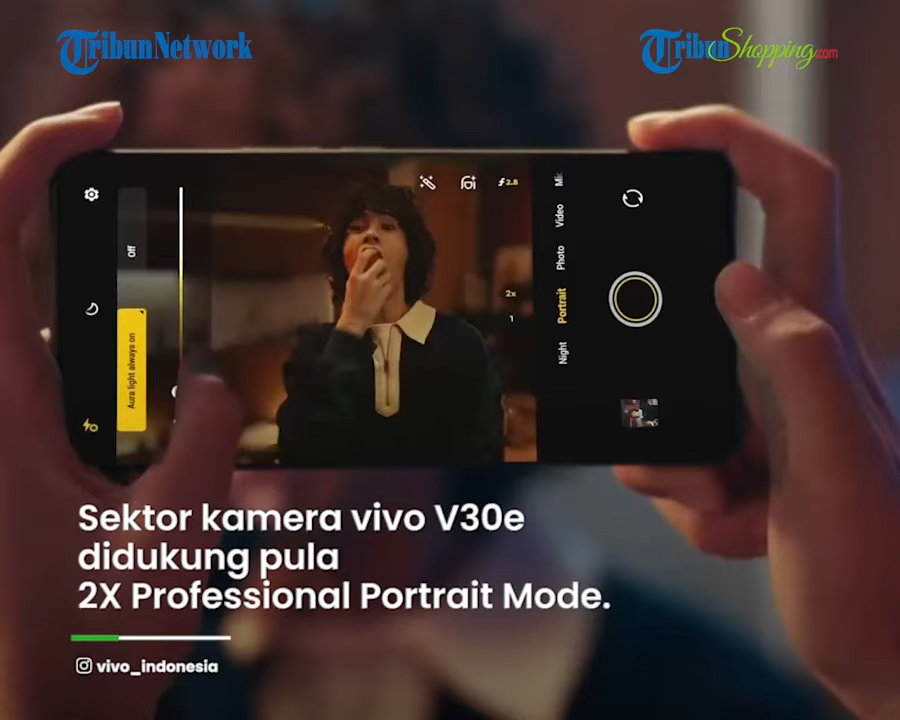 TribunNetwork
TribunShopping.com
f2.8
off
Aura light always on
2x
1
Mi
Video
Photo
Portrait
Night
Sektor kamera vivo V30e
didukung pula
2X Professional Portrait Mode.
vivo_indonesia